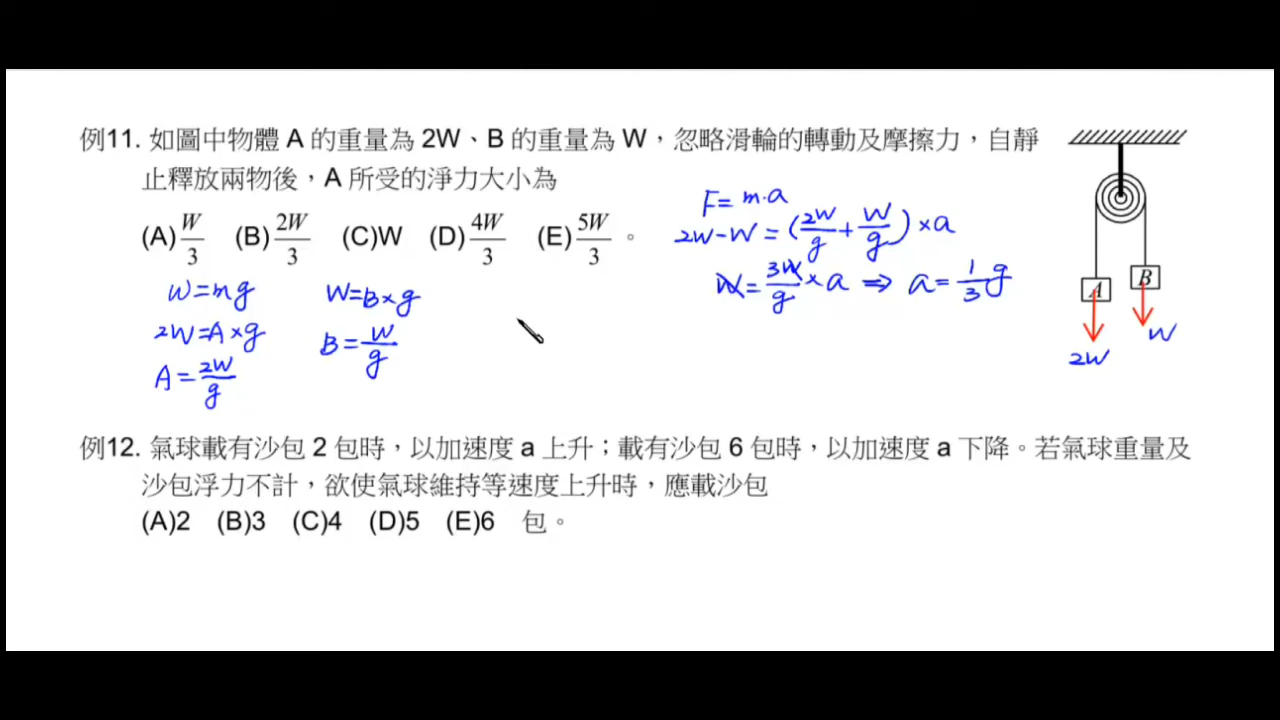 例11. 如圖中物體 A 的重量為 2W、B 的重量為 W，忽略滑輪的轉動及摩擦力，自靜
止釋放兩物後，A 所受的淨力大小為
(A) W/3 (B) 2W/3 (C)W (D) 4W/3 (E) 5W/3 。
W=mg
2W=A×g
A=2W/g
W=B×g
B=W/g
F=m·a
2W-W=(2W/g+W/g)×a
W=3W/g×a⇒a=1/3g
A
B
2W
W
例12. 氣球載有沙包 2 包時，以加速度 a 上升；載有沙包 6 包時，以加速度 a 下降。若氣球重量及
沙包浮力不計，欲使氣球維持等速度上升時，應載沙包
(A)2 (B)3 (C)4 (D)5 (E)6 包。